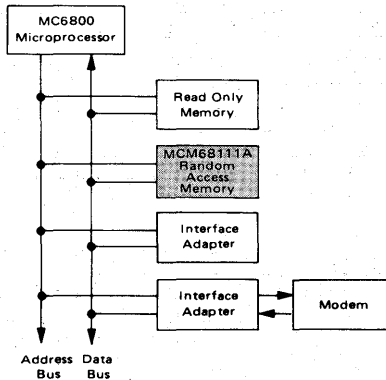 MC6800
Microprocessor
Read Only
Memory
MCM68111A
Random
Access
Memory
Interface
Adapter
Interface
Adapter
Modem
Address Data
Bus Bus